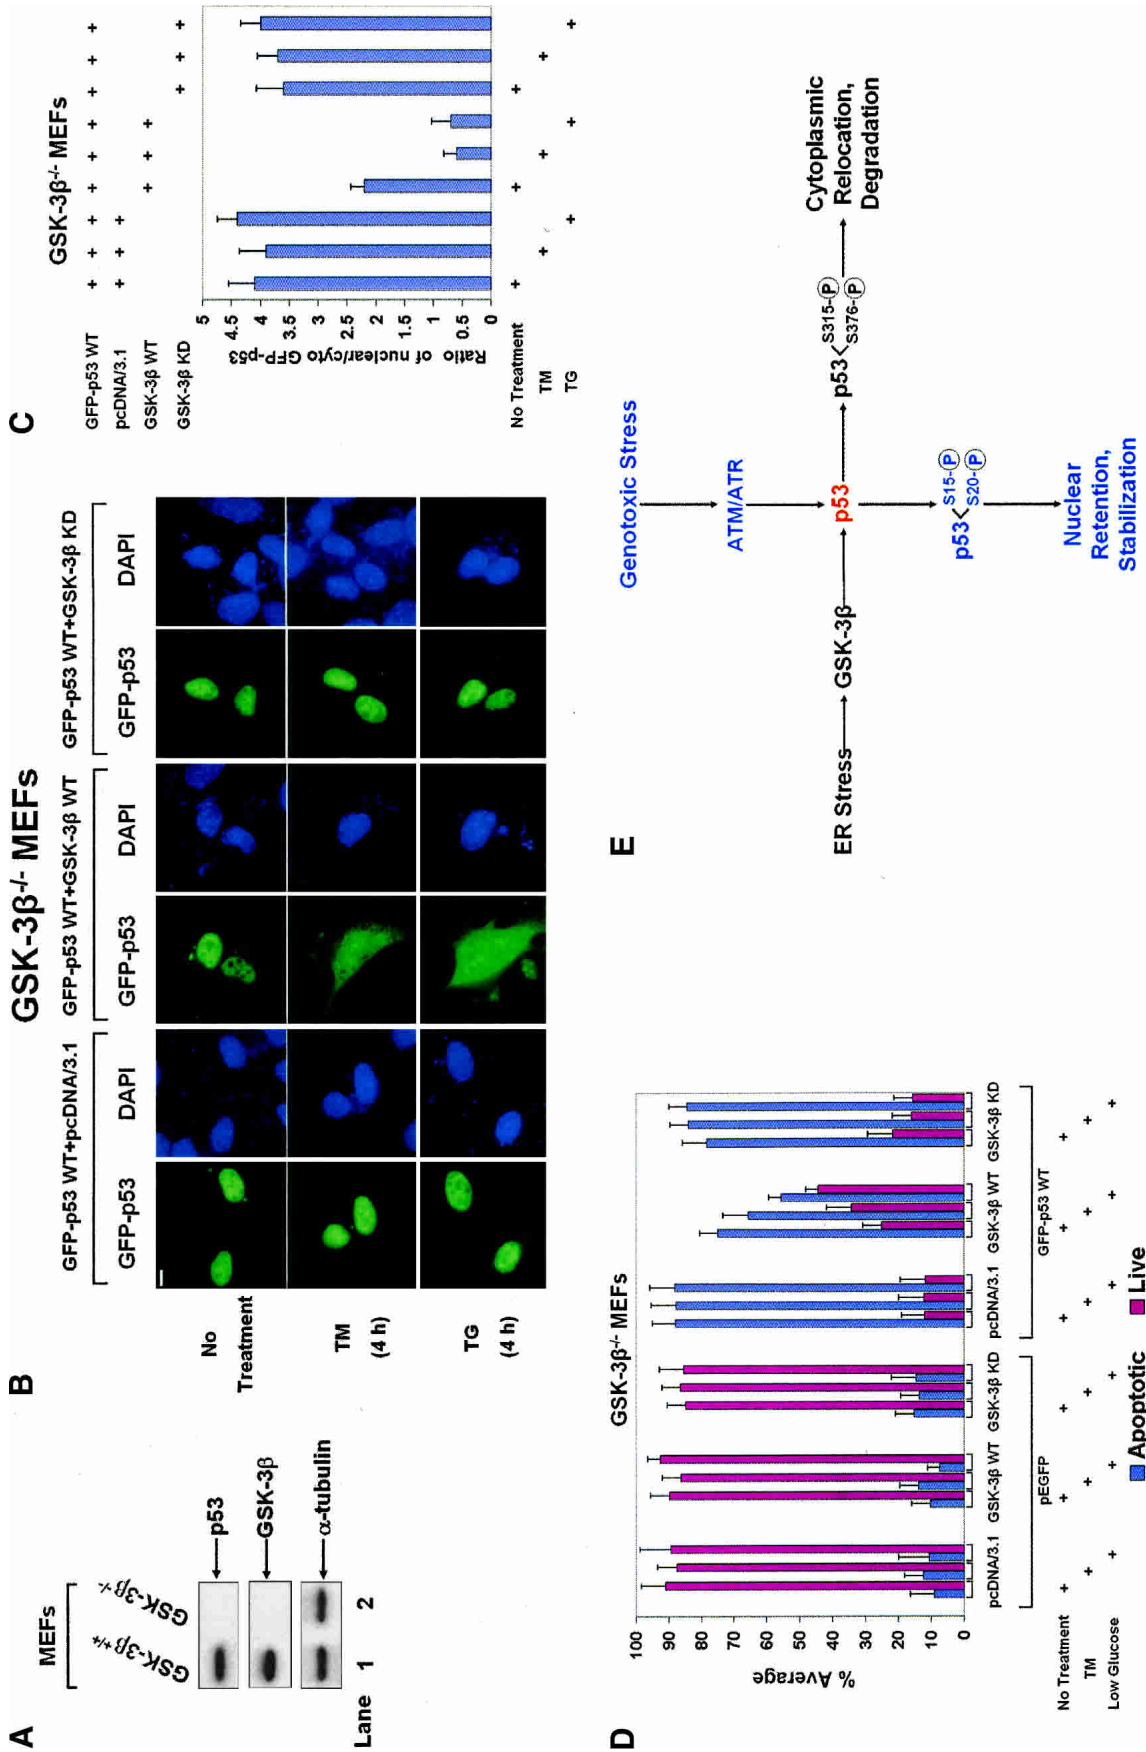 A
MEFs
GSK-3β+/+
GSK-3β-/-
p53
GSK-3β
α-tubulin
Lane 1 2
B
GSK-3β-/- MEFs
GFP-p53 WT+pcDNA/3.1
GFP-p53 WT+GSK-3β WT
GFP-p53 WT+GSK-3β KD
GFP-p53 DAPI GFP-p53 DAPI GFP-p53 DAPI
No
Treatment
TM
(4 h)
TG
(4 h)
C
GSK-3β-/- MEFs
GFP-p53 WT + + + + + + + + +
pcDNA/3.1 + + +
GSK-3β WT + + +
GSK-3β KD + + +
Ratio of nuclear/cyto GFP-p53
5
4.5
4
3.5
3
2.5
2
1.5
1
0.5
0
No Treatment + + +
TM + + +
TG + + +
D
GSK-3β-/- MEFs
% Average
100
90
80
70
60
50
40
30
20
10
0
pcDNA/3.1 GSK-3β WT GSK-3β KD pcDNA/3.1 GSK-3β WT GSK-3β KD
pEGFP GFP-p53 WT
No Treatment + + + + + +
TM + + + + + +
Low Glucose + + + + + +
Apoptotic Live
E
Genotoxic Stress
ATM/ATR
ER Stress GSK-3β p53 p53 S315-P S376-P Cytoplasmic Relocation, Degradation
p53 S15-P S20-P
Nuclear
Retention,
Stabilization